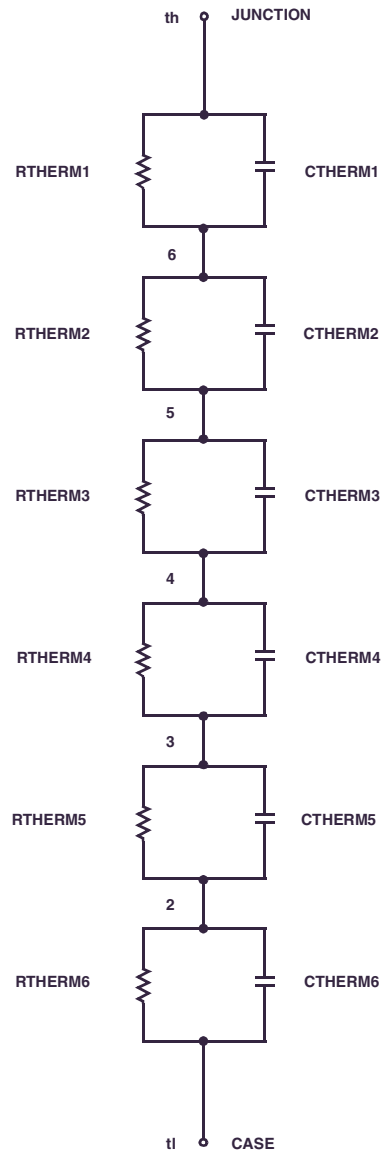 th JUNCTION
RTHERM1 CTHERM1
6
RTHERM2 CTHERM2
5
RTHERM3 CTHERM3
4
RTHERM4 CTHERM4
3
RTHERM5 CTHERM5
2
RTHERM6 CTHERM6
tl CASE